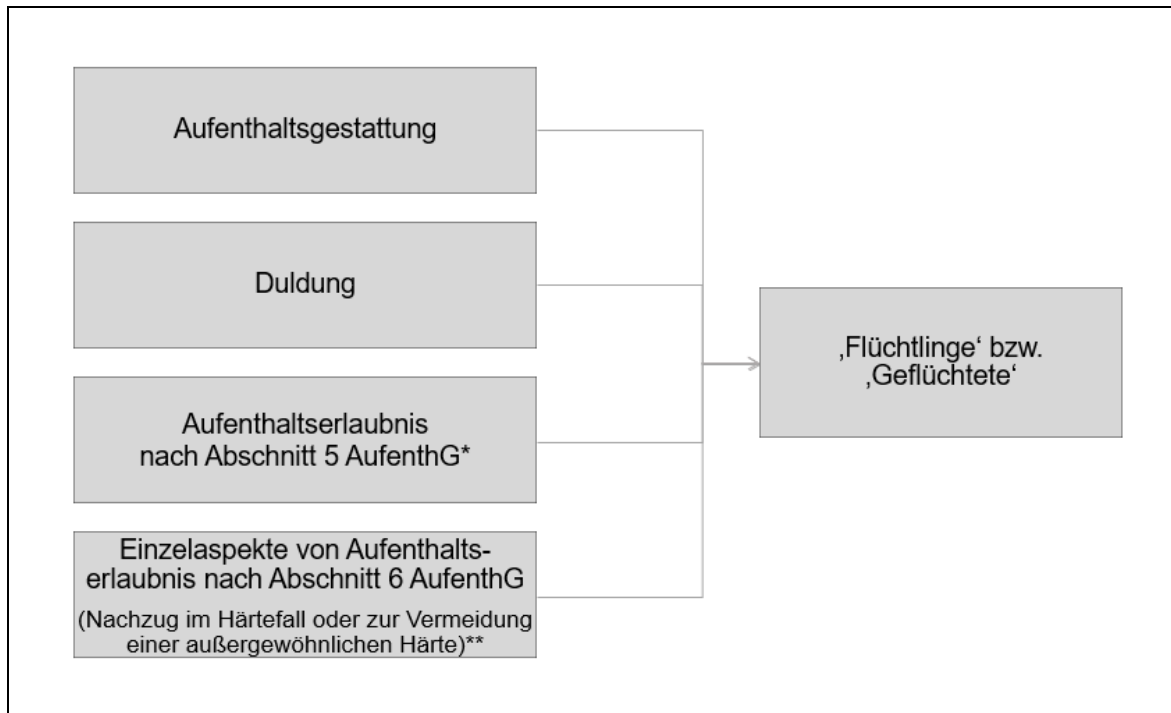 Aufenthaltsgestattung
Duldung
Aufenthaltserlaubnis
nach Abschnitt 5 AufenthG*
Einzelaspekte von Aufenthalts-
erlaubnis nach Abschnitt 6 AufenthG
(Nachzug im Härtefall oder zur Vermeidung
einer außergewöhnlichen Härte)**
‚Flüchtlinge‘ bzw.
‚Geflüchtete‘